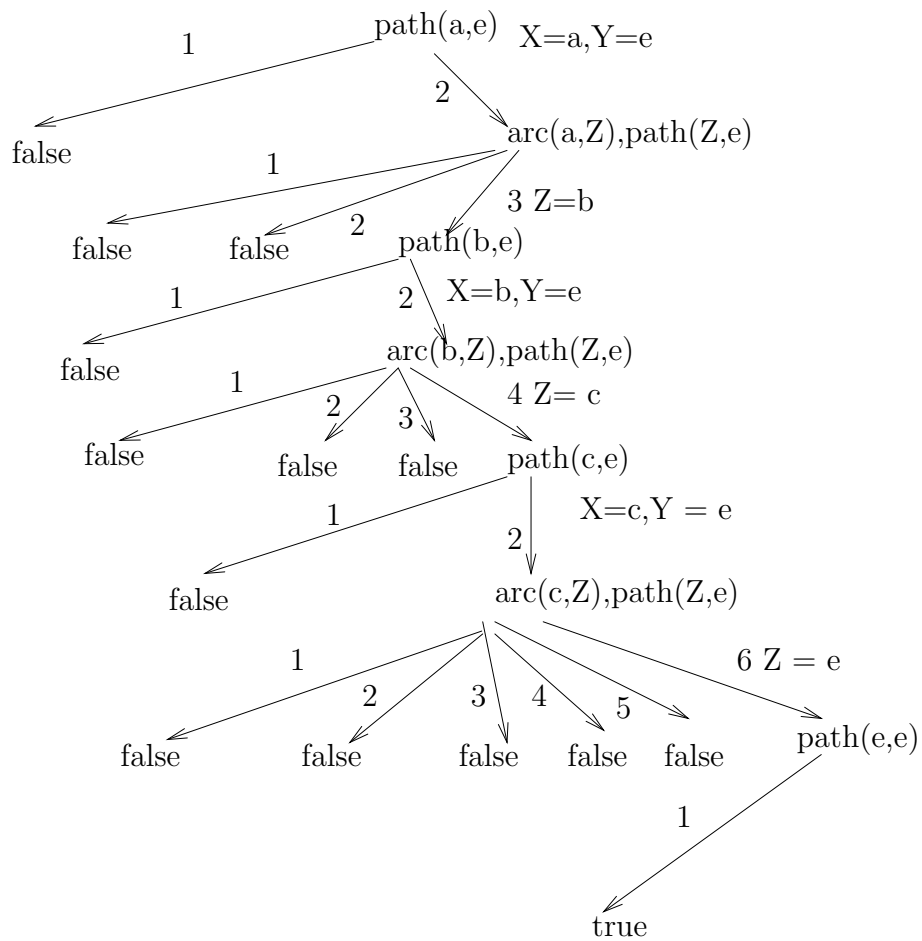 path(a,e) X=a,Y=e
1
2
false
arc(a,Z),path(Z,e)
1
2
3 Z=b
false
false
path(b,e)
1
2
X=b,Y=e
false
arc(b,Z),path(Z,e)
1
2
3
4 Z= c
false
false
false
path(c,e)
1
2
X=c,Y = e
false
arc(c,Z),path(Z,e)
1
2
3
4
5
6 Z = e
false
false
false
false
false
path(e,e)
1
true